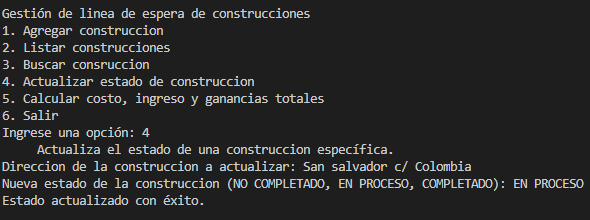 Gestión de linea de espera de construcciones
1. Agregar construccion
2. Listar construcciones
3. Buscar consruccion
4. Actualizar estado de construccion
5. Calcular costo, ingreso y ganancias totales
6. Salir
Ingrese una opción: 4
Actualiza el estado de una construccion específica.
Direccion de la construccion a actualizar: San salvador c/ Colombia
Nueva estado de la construccion (NO COMPLETADO, EN PROCESO, COMPLETADO): EN PROCESO
Estado actualizado con éxito.